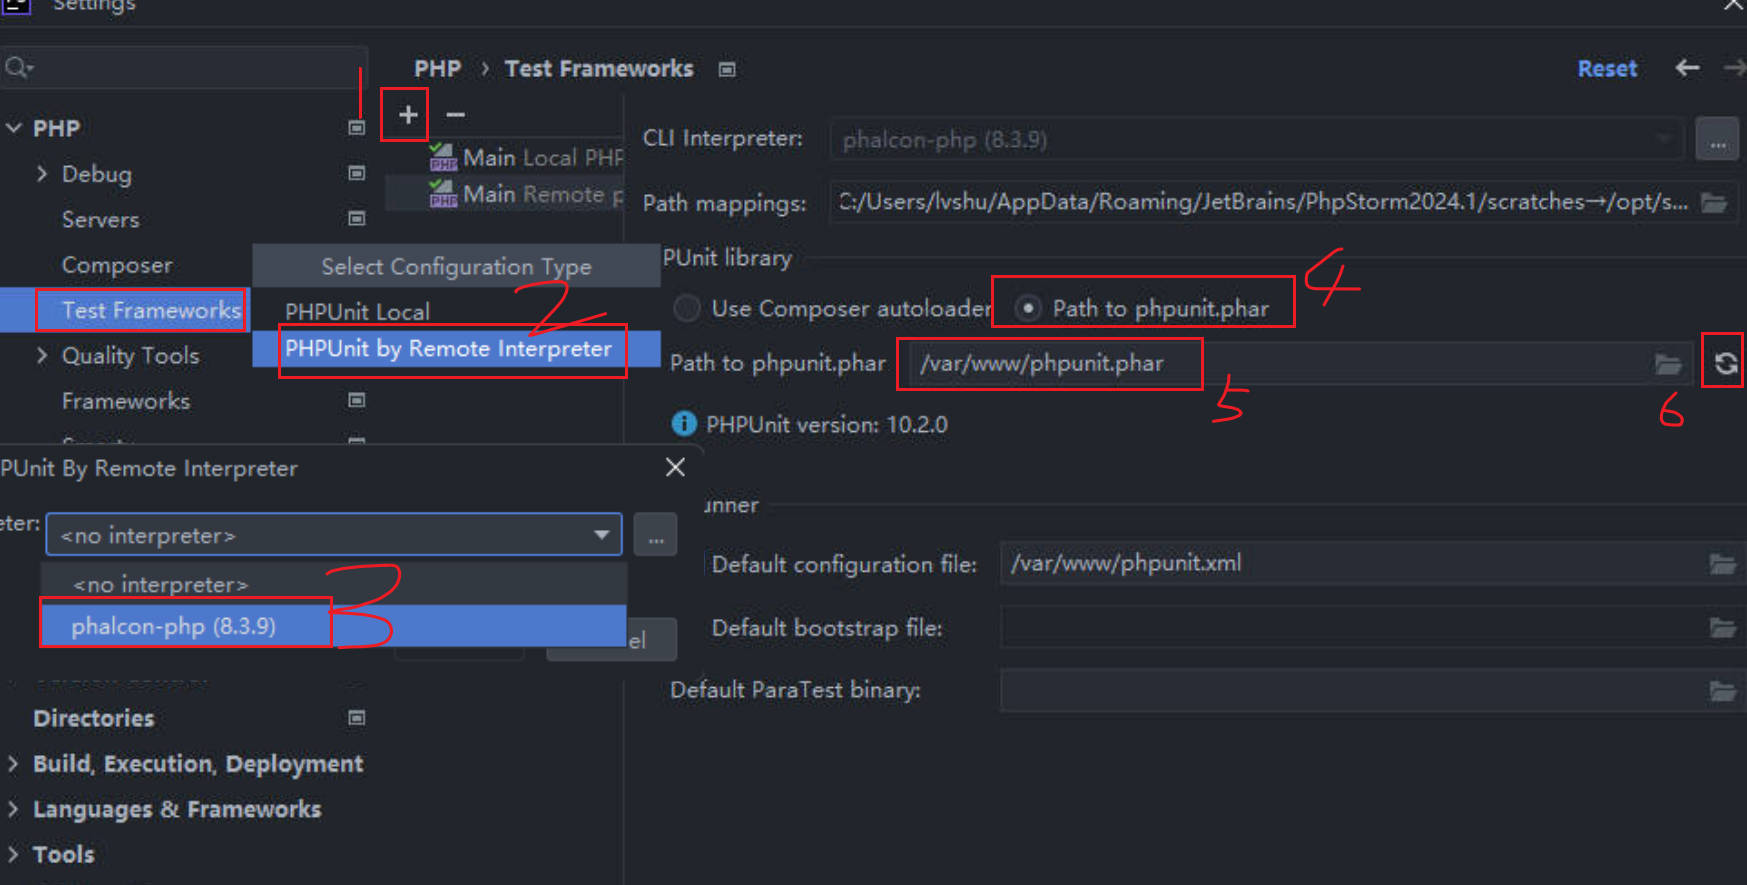 Settings
PHP › Test Frameworks
Reset
1
PHP
Debug
Servers
Composer
Test Frameworks
Quality Tools
Frameworks
+ −
Main Local PHP
Main Remote p
Select Configuration Type
PHPUnit Local
2
PHPUnit by Remote Interpreter
CLI Interpreter: phalcon-php (8.3.9) ...
Path mappings: C:/Users/lvshu/AppData/Roaming/JetBrains/PhpStorm2024.1/scratches→/opt/s...
PUnit library
Use Composer autoloader Path to phpunit.phar
4
Path to phpunit.phar /var/www/phpunit.phar
5
6
PHPUnit version: 10.2.0
PUnit By Remote Interpreter
eter: <no interpreter> ...
<no interpreter>
3
phalcon-php (8.3.9)
el
unner
Default configuration file: /var/www/phpunit.xml
Default bootstrap file:
Default ParaTest binary:
Directories
Build, Execution, Deployment
Languages & Frameworks
Tools